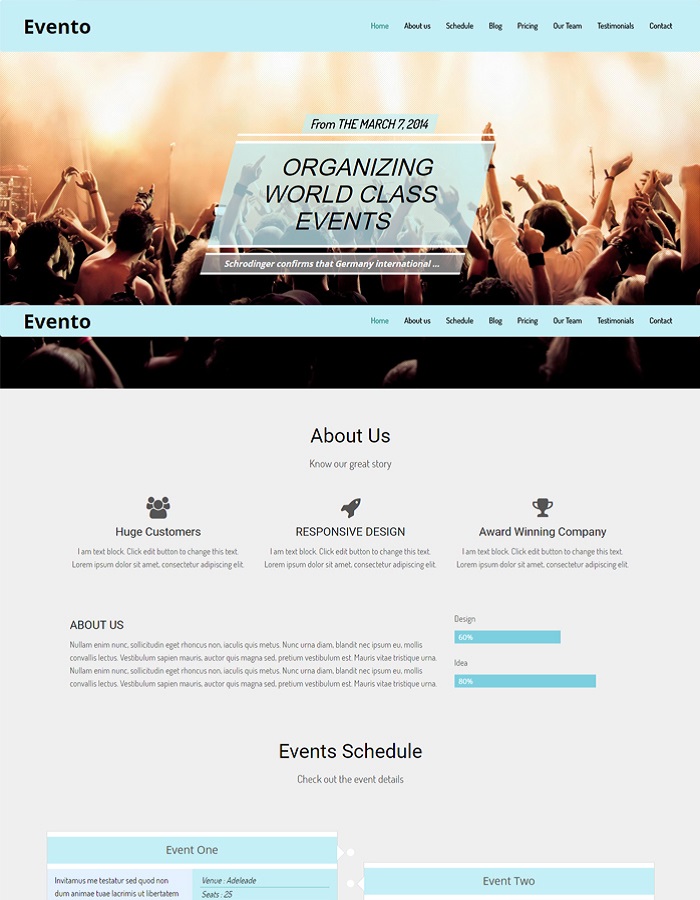 Evento
Home About us Schedule Blog Pricing Our Team Testimonials Contact
From THE MARCH 7, 2014
ORGANIZING
WORLD CLASS
EVENTS
Schrodinger confirms that Germany international ...
Evento
Home About us Schedule Blog Pricing Our Team Testimonials Contact
About Us
Know our great story
Huge Customers
I am text block. Click edit button to change this text.
Lorem ipsum dolor sit amet, consectetur adipiscing elit.
RESPONSIVE DESIGN
I am text block. Click edit button to change this text.
Lorem ipsum dolor sit amet, consectetur adipiscing elit.
Award Winning Company
I am text block. Click edit button to change this text.
Lorem ipsum dolor sit amet, consectetur adipiscing elit.
ABOUT US
Nullam enim nunc, sollicitudin eget rhoncus non, iaculis quis metus. Nunc urna diam, blandit nec ipsum eu, mollis
convallis lectus. Vestibulum sapien mauris, auctor quis magna sed, pretium vestibulum est. Mauris vitae tristique urna.
Nullam enim nunc, sollicitudin eget rhoncus non, iaculis quis metus. Nunc urna diam, blandit nec ipsum eu, mollis
convallis lectus. Vestibulum sapien mauris, auctor quis magna sed, pretium vestibulum est. Mauris vitae tristique urna.
Design
60%
Idea
80%
Events Schedule
Check out the event details
Event One
Invitamus me testatur sed quod non
dum animae tuae lacrimis ut libertatem
Venue : Adeleade
Seats : 25
Event Two